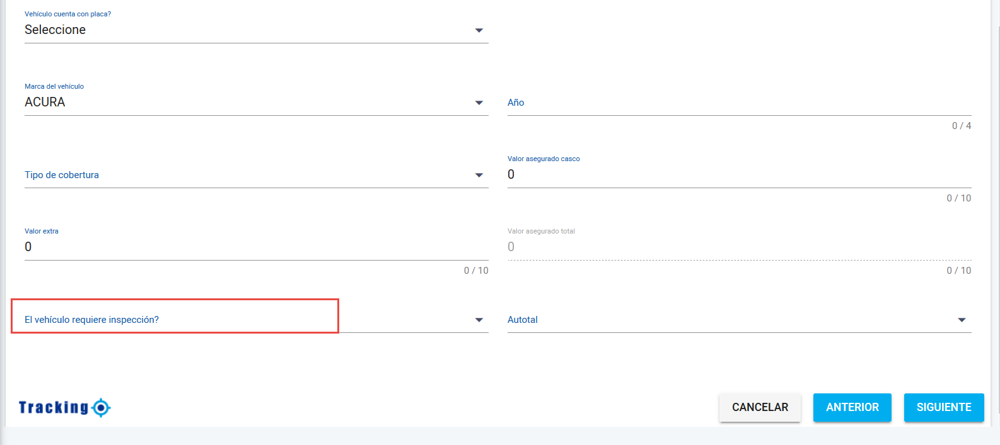 Vehículo cuenta con placa?
Seleccione
Marca del vehículo
ACURA
Año
0 / 4
Tipo de cobertura
Valor asegurado casco
0
0 / 10
Valor extra
0
0 / 10
Valor asegurado total
0
0 / 10
El vehículo requiere inspección?
Autotal
Tracking
CANCELAR
ANTERIOR
SIGUIENTE